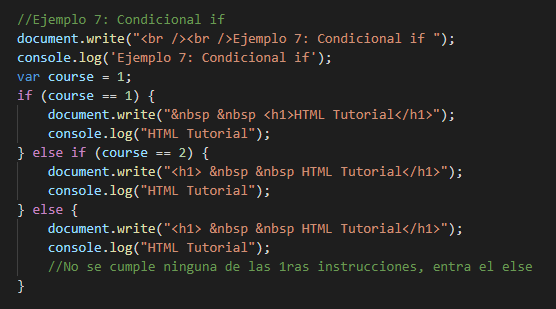 //Ejemplo 7: Condicional if
document.write("<br /><br />Ejemplo 7: Condicional if ");
console.log('Ejemplo 7: Condicional if');
var course = 1;
if (course == 1) {
    document.write("&nbsp &nbsp <h1>HTML Tutorial</h1>");
    console.log("HTML Tutorial");
} else if (course == 2) {
    document.write("<h1> &nbsp &nbsp HTML Tutorial</h1>");
    console.log("HTML Tutorial");
} else {
    document.write("<h1> &nbsp &nbsp HTML Tutorial</h1>");
    console.log("HTML Tutorial");
    //No se cumple ninguna de las 1ras instrucciones, entra el else
}